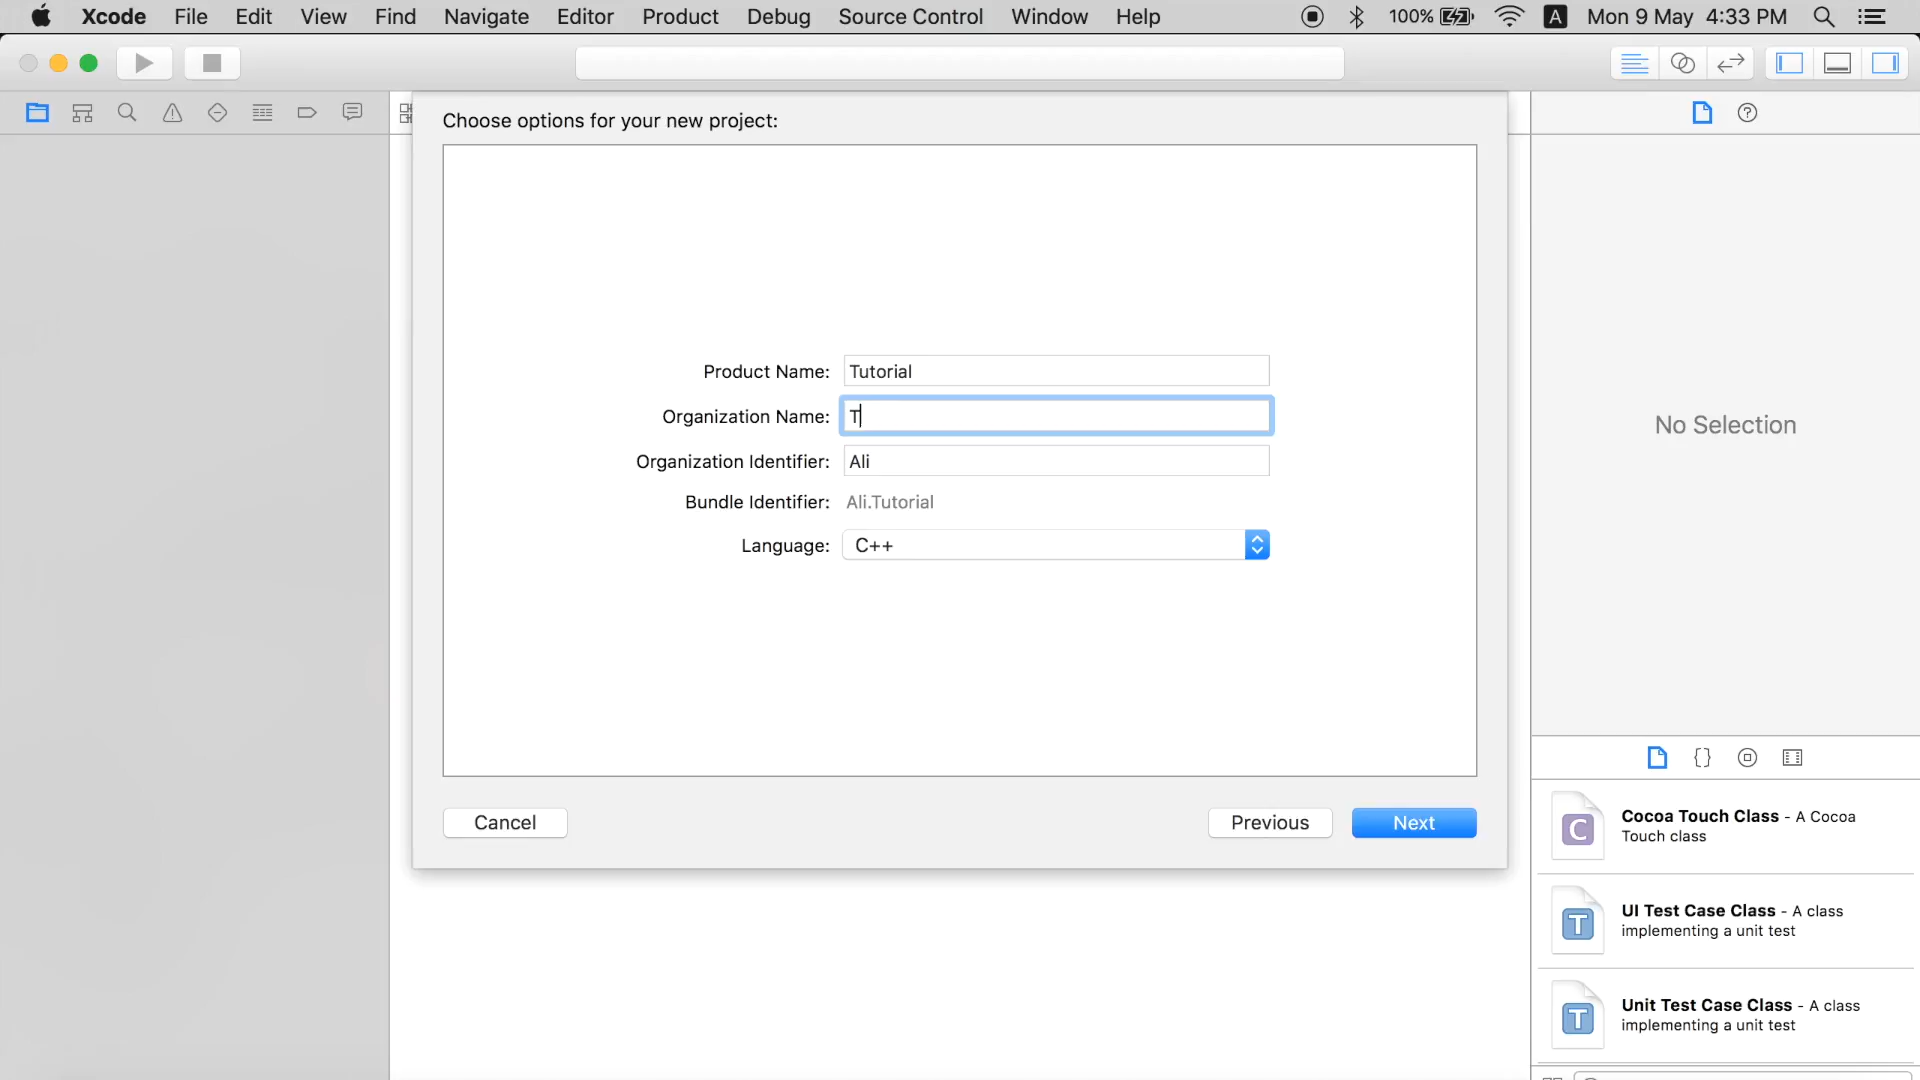 Xcode File Edit View Find Navigate Editor Product Debug Source Control Window Help 100% A Mon 9 May 4:33 PM
Choose options for your new project:
Product Name: Tutorial
Organization Name: T
Organization Identifier: Ali
Bundle Identifier: Ali.Tutorial
Language: C++
Cancel Previous Next
No Selection
{}
C
Cocoa Touch Class - A Cocoa
Touch class
T
UI Test Case Class - A class
implementing a unit test
T
Unit Test Case Class - A class
implementing a unit test